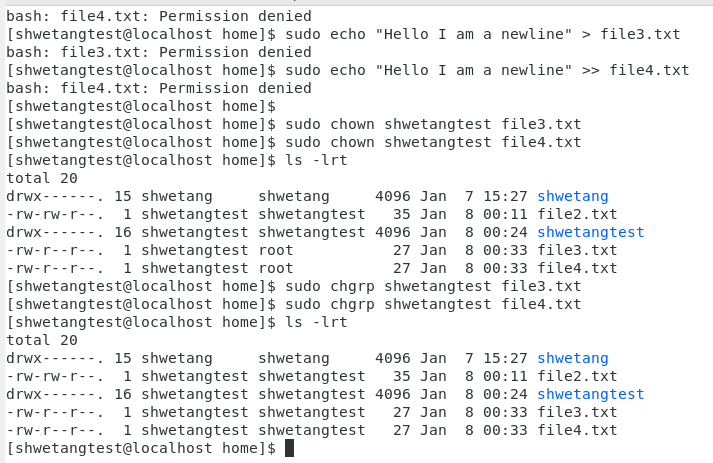 bash: file4.txt: Permission denied
[shwetangtest@localhost home]$ sudo echo "Hello I am a newline" > file3.txt
bash: file3.txt: Permission denied
[shwetangtest@localhost home]$ sudo echo "Hello I am a newline" >> file4.txt
bash: file4.txt: Permission denied
[shwetangtest@localhost home]$
[shwetangtest@localhost home]$ sudo chown shwetangtest file3.txt
[shwetangtest@localhost home]$ sudo chown shwetangtest file4.txt
[shwetangtest@localhost home]$ ls -lrt
total 20
drwx------. 15 shwetang     shwetang     4096 Jan  7 15:27 shwetang
-rw-rw-r--.  1 shwetangtest shwetangtest   35 Jan  8 00:11 file2.txt
drwx------. 16 shwetangtest shwetangtest 4096 Jan  8 00:24 shwetangtest
-rw-r--r--.  1 shwetangtest root           27 Jan  8 00:33 file3.txt
-rw-r--r--.  1 shwetangtest root           27 Jan  8 00:33 file4.txt
[shwetangtest@localhost home]$ sudo chgrp shwetangtest file3.txt
[shwetangtest@localhost home]$ sudo chgrp shwetangtest file4.txt
[shwetangtest@localhost home]$ ls -lrt
total 20
drwx------. 15 shwetang     shwetang     4096 Jan  7 15:27 shwetang
-rw-rw-r--.  1 shwetangtest shwetangtest   35 Jan  8 00:11 file2.txt
drwx------. 16 shwetangtest shwetangtest 4096 Jan  8 00:24 shwetangtest
-rw-r--r--.  1 shwetangtest shwetangtest   27 Jan  8 00:33 file3.txt
-rw-r--r--.  1 shwetangtest shwetangtest   27 Jan  8 00:33 file4.txt
[shwetangtest@localhost home]$